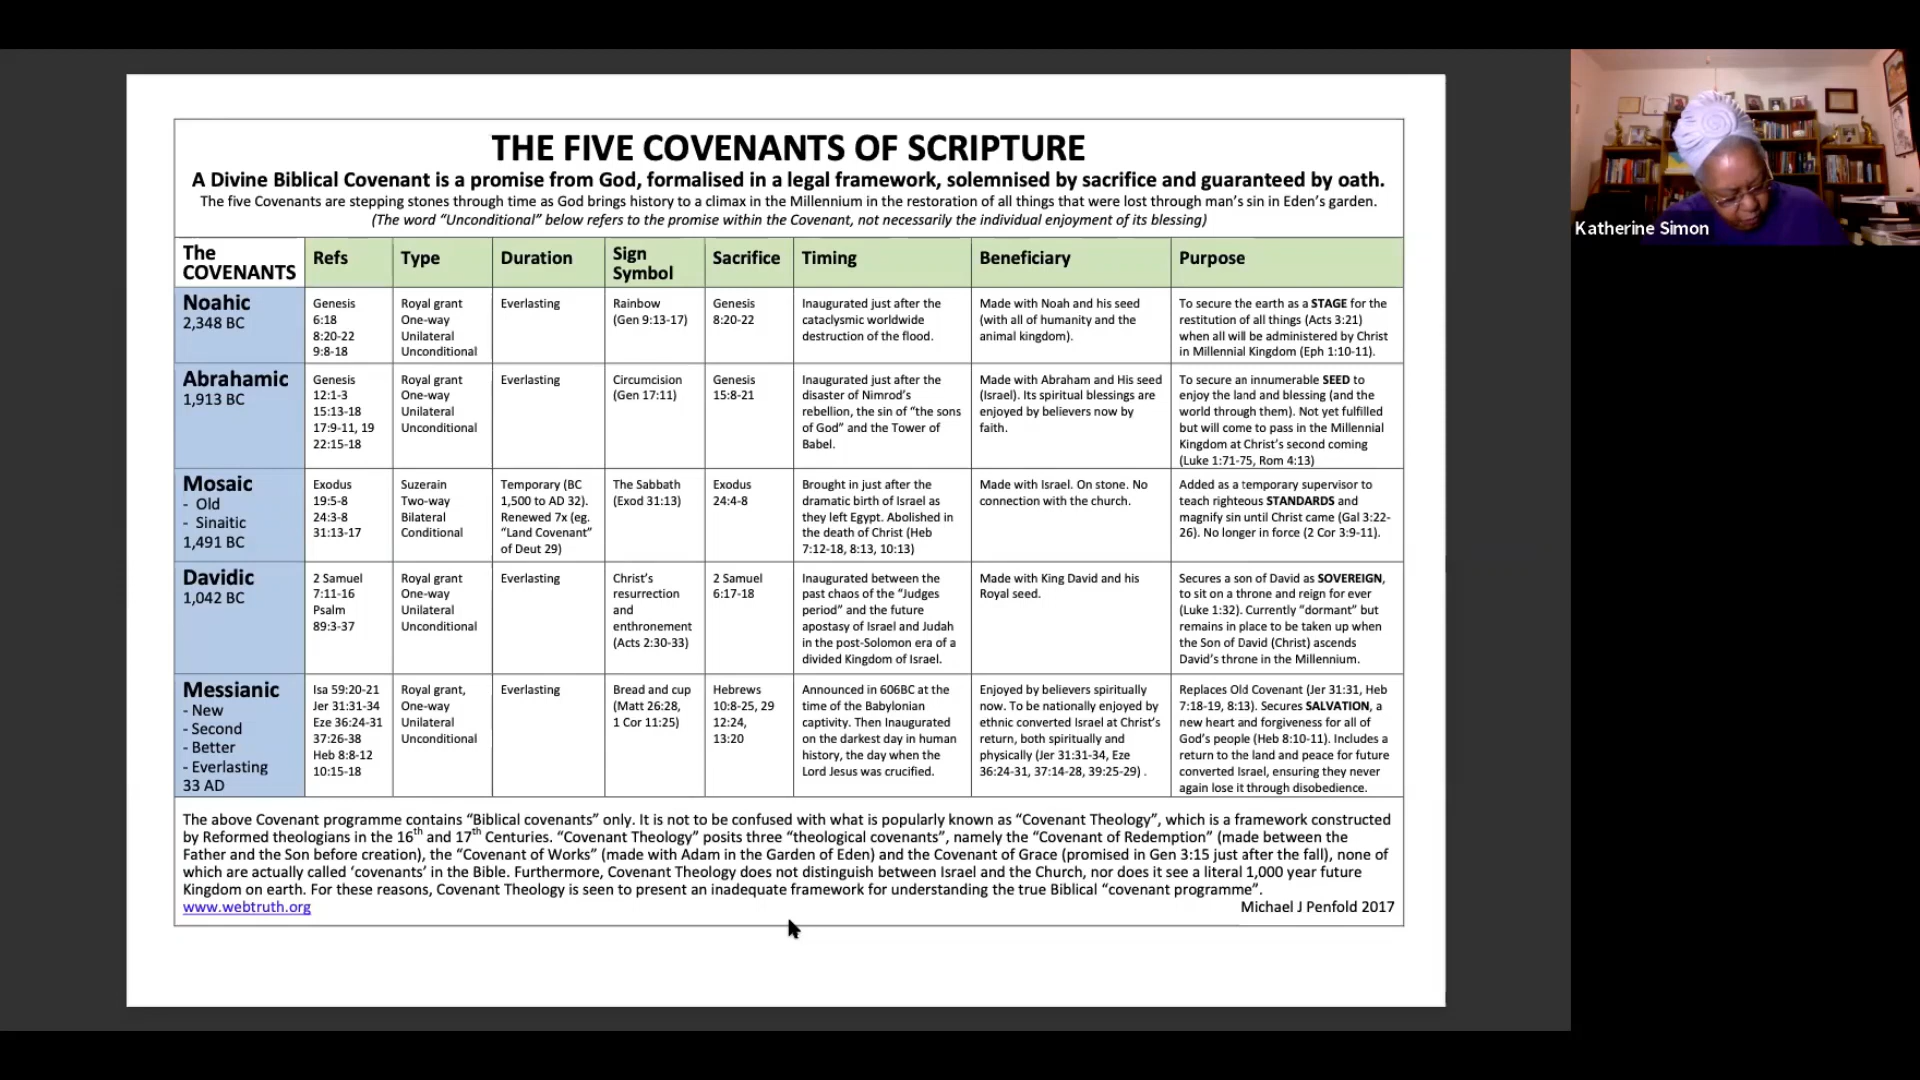 THE FIVE COVENANTS OF SCRIPTURE
A Divine Biblical Covenant is a promise from God, formalised in a legal framework, solemnised by sacrifice and guaranteed by oath.
The five Covenants are stepping stones through time as God brings history to a climax in the Millennium in the restoration of all things that were lost through man's sin in Eden's garden.
(The word “Unconditional” below refers to the promise within the Covenant, not necessarily the individual enjoyment of its blessing)
The
COVENANTS
Refs
Type
Duration
Sign
Symbol
Sacrifice
Timing
Beneficiary
Purpose
Noahic
2,348 BC
Genesis
6:18
8:20-22
9:8-18
Royal grant
One-way
Unilateral
Unconditional
Everlasting
Rainbow
(Gen 9:13-17)
Genesis
8:20-22
Inaugurated just after the
cataclysmic worldwide
destruction of the flood.
Made with Noah and his seed
(with all of humanity and the
animal kingdom).
To secure the earth as a STAGE for the
restitution of all things (Acts 3:21)
when all will be administered by Christ
in Millennial Kingdom (Eph 1:10-11).
Abrahamic
1,913 BC
Genesis
12:1-3
15:13-18
17:9-11, 19
22:15-18
Royal grant
One-way
Unilateral
Unconditional
Everlasting
Circumcision
(Gen 17:11)
Genesis
15:8-21
Inaugurated just after the
disaster of Nimrod's
rebellion, the sin of “the sons
of God” and the Tower of
Babel.
Made with Abraham and His seed
(Israel). Its spiritual blessings are
enjoyed by believers now by
faith.
To secure an innumerable SEED to
enjoy the land and blessing (and the
world through them). Not yet fulfilled
but will come to pass in the Millennial
Kingdom at Christ's second coming
(Luke 1:71-75, Rom 4:13)
Mosaic
- Old
- Sinaitic
1,491 BC
Exodus
19:5-8
24:3-8
31:13-17
Suzerain
Two-way
Bilateral
Conditional
Temporary (BC
1,500 to AD 32).
Renewed 7x (eg.
“Land Covenant”
of Deut 29)
The Sabbath
(Exod 31:13)
Exodus
24:4-8
Brought in just after the
dramatic birth of Israel as
they left Egypt. Abolished in
the death of Christ (Heb
7:12-18, 8:13, 10:13)
Made with Israel. On stone. No
connection with the church.
Added as a temporary supervisor to
teach righteous STANDARDS and
magnify sin until Christ came (Gal 3:22-
26). No longer in force (2 Cor 3:9-11).
Davidic
1,042 BC
2 Samuel
7:11-16
Psalm
89:3-37
Royal grant
One-way
Unilateral
Unconditional
Everlasting
Christ's
resurrection
and
enthronement
(Acts 2:30-33)
2 Samuel
6:17-18
Inaugurated between the
past chaos of the “Judges
period” and the future
apostasy of Israel and Judah
in the post-Solomon era of a
divided Kingdom of Israel.
Made with King David and his
Royal seed.
Secures a son of David as SOVEREIGN,
to sit on a throne and reign for ever
(Luke 1:32). Currently “dormant” but
remains in place to be taken up when
the Son of David (Christ) ascends
David's throne in the Millennium.
Messianic
- New
- Second
- Better
- Everlasting
33 AD
Isa 59:20-21
Jer 31:31-34
Eze 36:24-31
37:26-38
Heb 8:8-12
10:15-18
Royal grant,
One-way
Unilateral
Unconditional
Everlasting
Bread and cup
(Matt 26:28,
1 Cor 11:25)
Hebrews
10:8-25, 29
12:24,
13:20
Announced in 606BC at the
time of the Babylonian
captivity. Then Inaugurated
on the darkest day in human
history, the day when the
Lord Jesus was crucified.
Enjoyed by believers spiritually
now. To be nationally enjoyed by
ethnic converted Israel at Christ's
return, both spiritually and
physically (Jer 31:31-34, Eze
36:24-31, 37:14-28, 39:25-29) .
Replaces Old Covenant (Jer 31:31, Heb
7:18-19, 8:13). Secures SALVATION, a
new heart and forgiveness for all of
God's people (Heb 8:10-11). Includes a
return to the land and peace for future
converted Israel, ensuring they never
again lose it through disobedience.
The above Covenant programme contains “Biblical covenants” only. It is not to be confused with what is popularly known as “Covenant Theology”, which is a framework constructed
by Reformed theologians in the 16th and 17th Centuries. “Covenant Theology” posits three “theological covenants”, namely the “Covenant of Redemption” (made between the
Father and the Son before creation), the “Covenant of Works” (made with Adam in the Garden of Eden) and the Covenant of Grace (promised in Gen 3:15 just after the fall), none of
which are actually called ‘covenants’ in the Bible. Furthermore, Covenant Theology does not distinguish between Israel and the Church, nor does it see a literal 1,000 year future
Kingdom on earth. For these reasons, Covenant Theology is seen to present an inadequate framework for understanding the true Biblical “covenant programme”.
www.webtruth.org
Michael J Penfold 2017
Katherine Simon